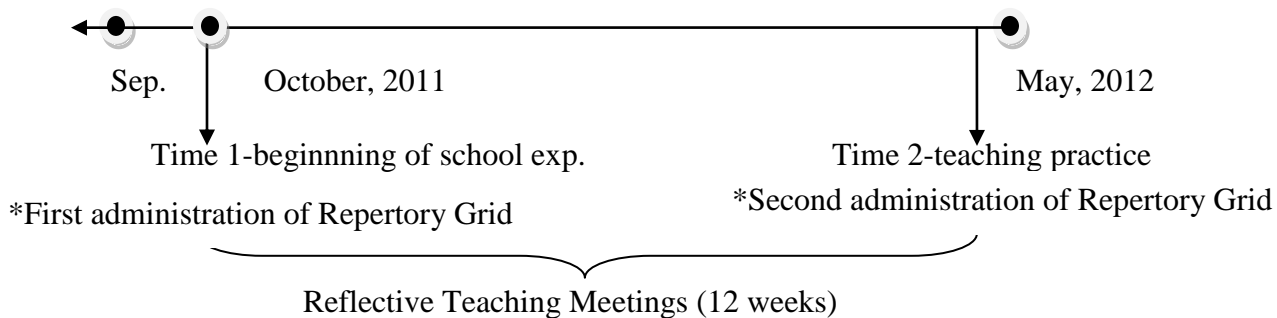 Sep. October, 2011 May, 2012
Time 1-beginnning of school exp. Time 2-teaching practice
*First administration of Repertory Grid *Second administration of Repertory Grid
Reflective Teaching Meetings (12 weeks)